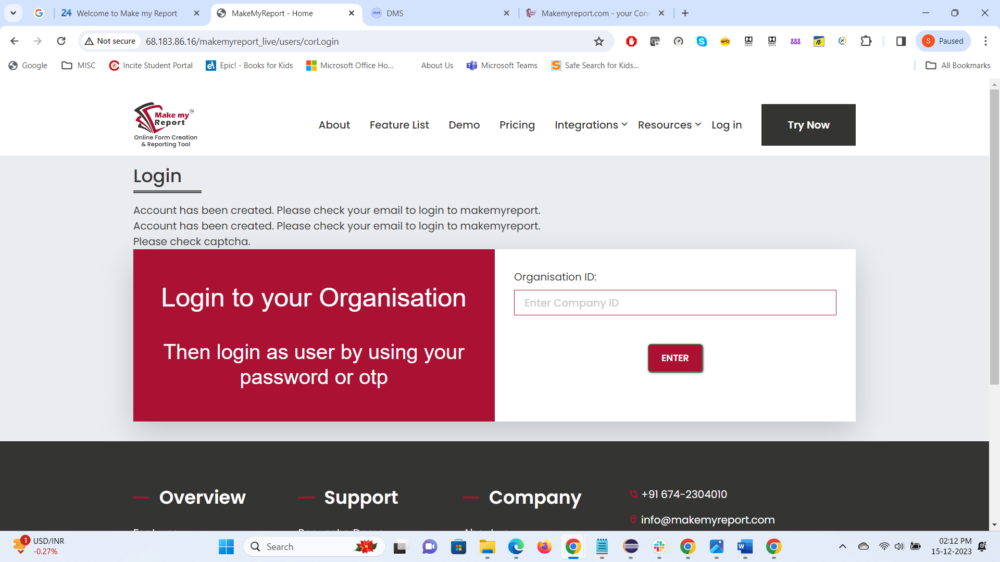 Welcome to Make my Report
MakeMyReport - Home
DMS
Makemyreport.com - your Cons
Not secure
68.183.86.16/makemyreport_live/users/corLogin
S
Paused
Google
MISC
Incite Student Portal
Epic! - Books for Kids
Microsoft Office Ho...
About Us
Microsoft Teams
Safe Search for Kids...
All Bookmarks
Make my
Report
Online Form Creation
& Reporting Tool
About
Feature List
Demo
Pricing
Integrations
Resources
Log in
Try Now
Login
Account has been created. Please check your email to login to makemyreport.
Account has been created. Please check your email to login to makemyreport.
Please check captcha.
Login to your Organisation
Then login as user by using your
password or otp
Organisation ID:
Enter Company ID
ENTER
Overview
Support
Company
+91 674-2304010
info@makemyreport.com
1
USD/INR
-0.27%
Search
02:12 PM
15-12-2023